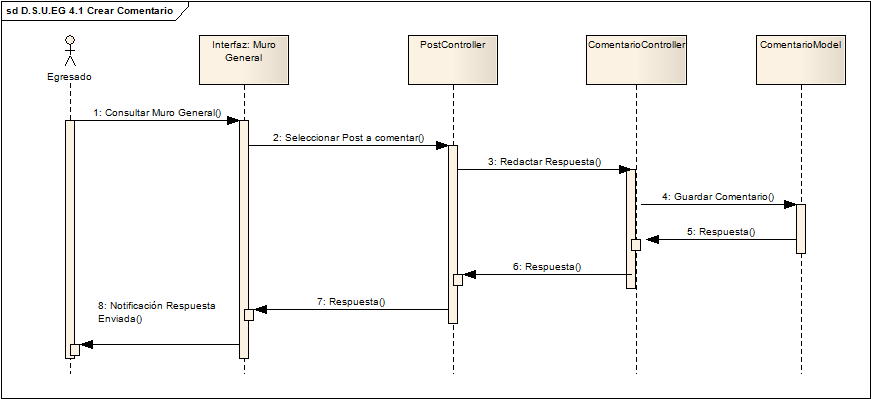 sd D.S.U.EG 4.1 Crear Comentario
Egresado
Interfaz: Muro
General
PostController
ComentarioController
ComentarioModel
1: Consultar Muro General()
2: Seleccionar Post a comentar()
3: Redactar Respuesta()
4: Guardar Comentario()
5: Respuesta()
6: Respuesta()
7: Respuesta()
8: Notificación Respuesta
Enviada()